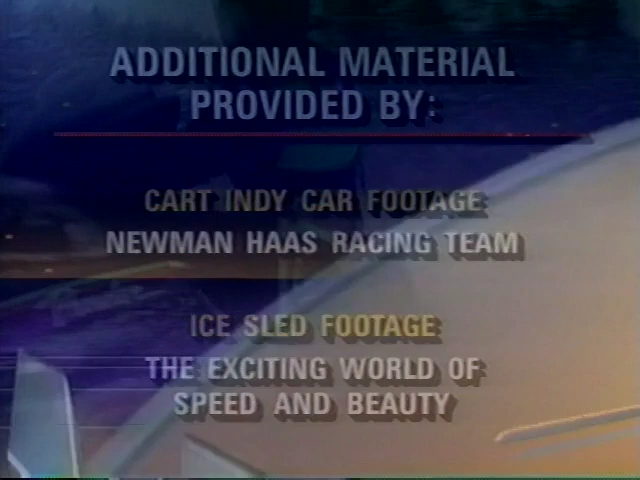 ADDITIONAL MATERIAL
PROVIDED BY:
CART INDY CAR FOOTAGE
NEWMAN HAAS RACING TEAM
ICE SLED FOOTAGE
THE EXCITING WORLD OF
SPEED AND BEAUTY